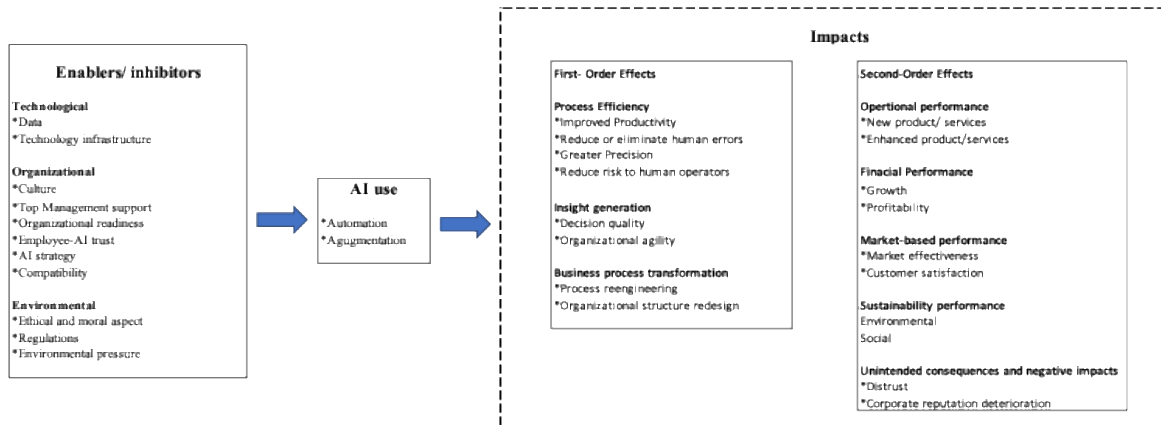 Enablers/ inhibitors
Technological
*Data
*Technology infrastructure
Organizational
*Culture
*Top Management support
*Organizational readiness
*Employee-AI trust
*AI strategy
*Compatibility
Environmental
*Ethical and moral aspect
*Regulations
*Environmental pressure
AI use
*Automation
*Agugmentation
Impacts
First- Order Effects
Process Efficiency
*Improved Productivity
*Reduce or eliminate human errors
*Greater Precision
*Reduce risk to human operators
Insight generation
*Decision quality
*Organizational agility
Business process transformation
*Process reengineering
*Organizational structure redesign
Second-Order Effects
Opertional performance
*New product/ services
*Enhanced product/services
Finacial Performance
*Growth
*Profitability
Market-based performance
*Market effectiveness
*Customer satisfaction
Sustainability performance
Environmental
Social
Unintended consequences and negative impacts
*Distrust
*Corporate reputation deterioration